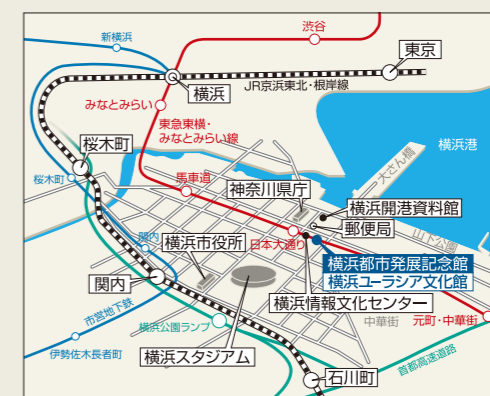 渋谷
新横浜
東京
JR京浜東北・根岸線
横浜
みなとみらい
東急東横・
みなとみらい線
横浜港
桜木町
大さん橋
馬車道
神奈川県庁
桜木町
横浜開港資料館
郵便局
山下公園
関内
横浜市役所
日本大通り
横浜都市発展記念館
横浜ユーラシア文化館
関内
横浜情報文化センター
市営地下鉄
横浜公園ランプ
中華街
元町・中華街
伊勢佐木長者町
横浜スタジアム
首都高速道路
石川町